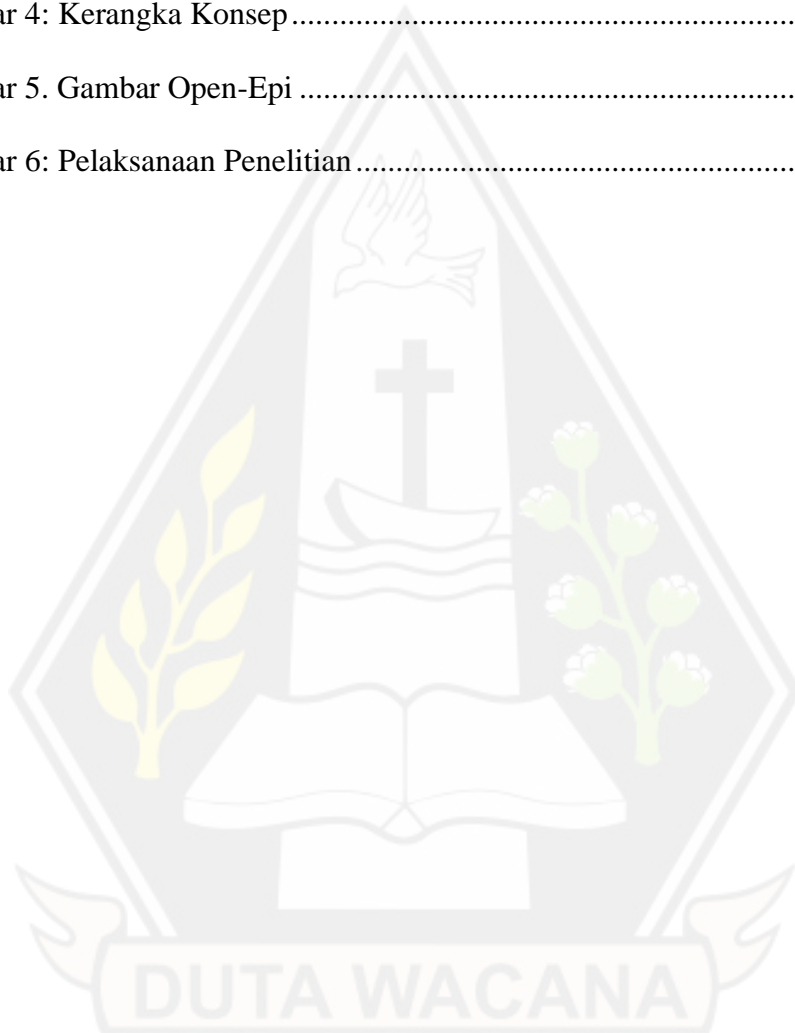 ar 4: Kerangka Konsep.............................................................
ar 5. Gambar Open-Epi ............................................................
ar 6: Pelaksanaan Penelitian.....................................................
DUTA WACANA